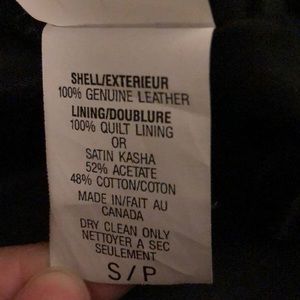 SHELL/EXTERIEUR
100% GENUINE LEATHER
LINING/DOUBLURE
100% QUILT LINING
OR
SATIN KASHA
52% ACETATE
48% COTTON/COTON
MADE IN/FAIT AU
CANADA
DRY CLEAN ONLY
NETTOYER A SEC
SEULEMENT
S/P